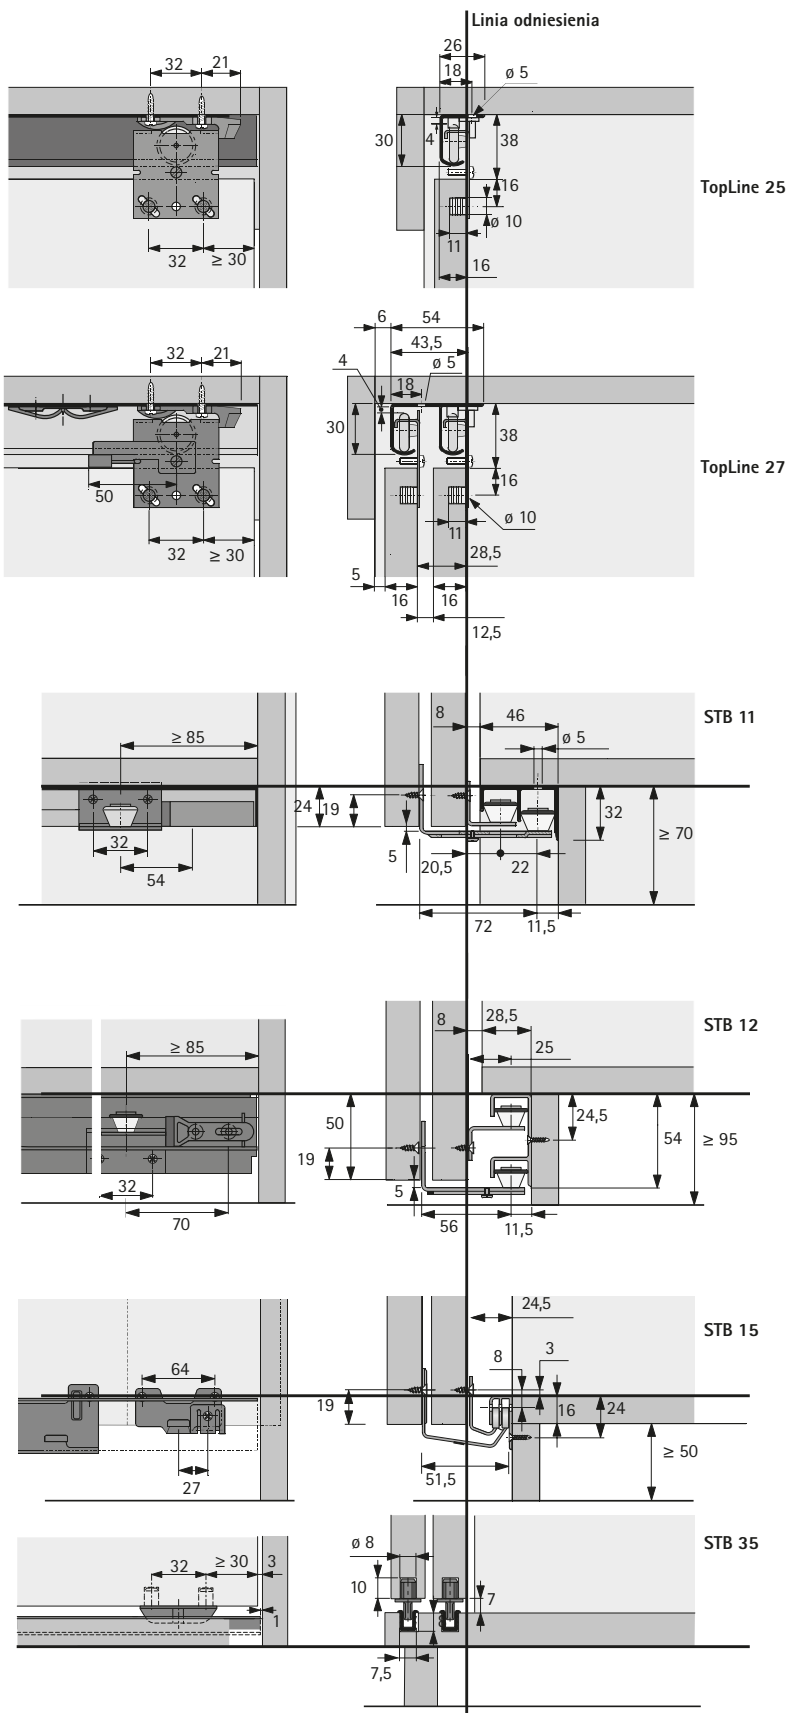 Linia odniesienia
26
32 21 18 ø 5
30 4 38
16
TopLine 25
ø 10
11
32 ≥ 30 16
6 54
43,5
32 21 4 ø 5
18
30 38
TopLine 27
50 16
ø 10
11
32 ≥ 30 28,5
5 16 16
12,5
8 46 STB 11
≥ 85 ø 5
24 19 32
32 ≥ 70
54 5 20,5 22
72 11,5
8 28,5 STB 12
≥ 85 25
50 24,5
54 ≥ 95
19
32 5
70 56 11,5
24,5
STB 15
64 8 3
19 16 24
27 51,5 ≥ 50
ø 8 STB 35
32 ≥ 30 3
10 7
1
7,5